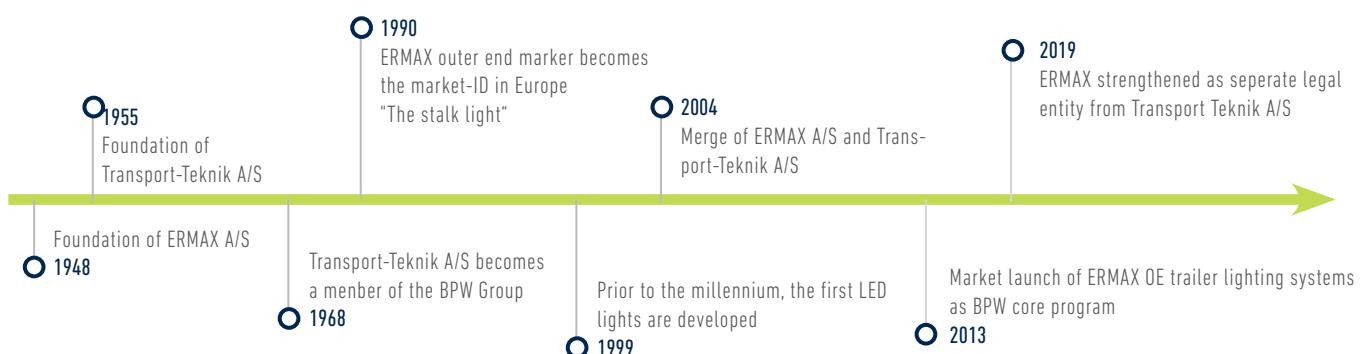 Foundation of ERMAX A/S
1948
1955
Foundation of
Transport-Teknik A/S
Transport-Teknik A/S becomes
a menber of the BPW Group
1968
1990
ERMAX outer end marker becomes
the market-ID in Europe
"The stalk light“
Prior to the millennium, the first LED
lights are developed
1999
2004
Merge of ERMAX A/S and Trans-
port-Teknik A/S
Market launch of ERMAX OE trailer lighting systems
as BPW core program
2013
2019
ERMAX strengthened as seperate legal
entity from Transport Teknik A/S